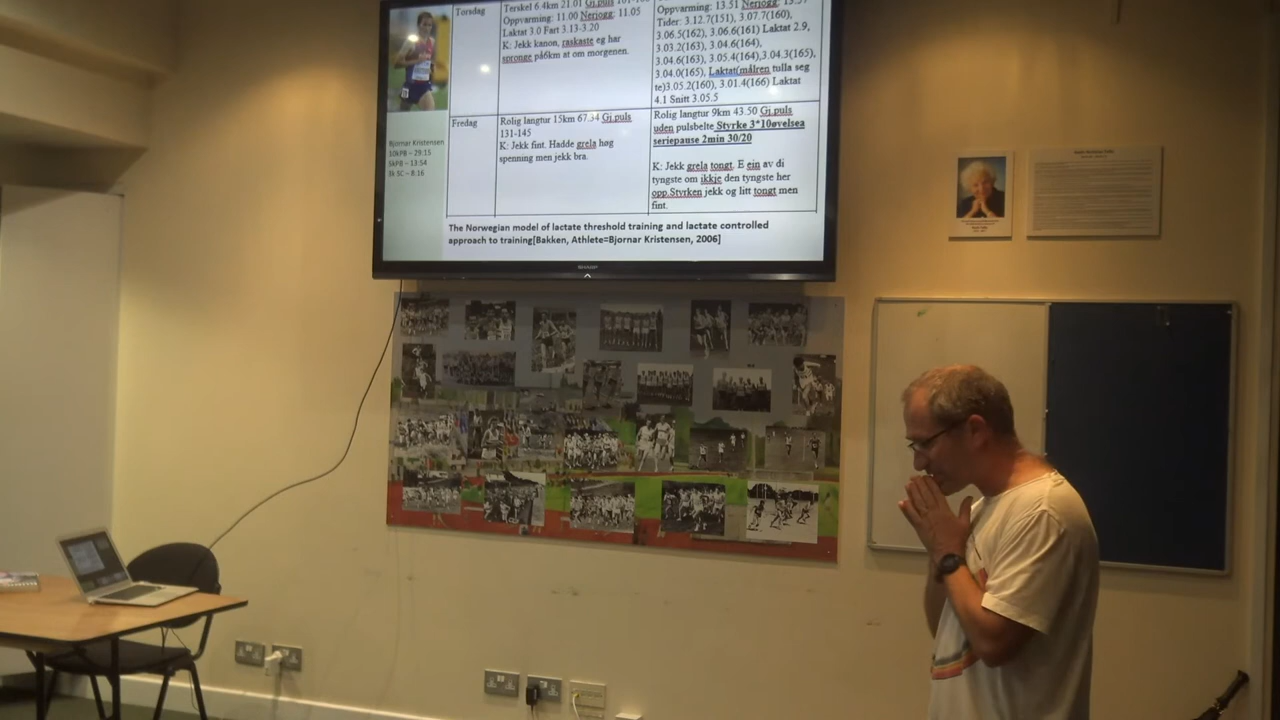 Torsdag
Terskel 6.4km 21.01 Gj.puls
Oppvarming: 11.00 Nerjogg: 11.05
Laktat 3.0 Fart 3.13-3.20
K: Jekk kanon, raskaste eg har
spronge på6km at om morgenen.
Oppvarming: 13.51 Nerjogg:
Tider: 3.12.7(151), 3.07.7(160),
3.06.5(162), 3.06.6(161) Laktat 2.9,
3.03.2(163), 3.04.6(164),
3.04.6(163), 3.05.4(164),3.04.3(165),
3.04.0(165), Laktat(målren tulla seg
te)3.05.2(160), 3.01.4(166) Laktat
4.1 Snitt 3.05.5
Fredag
Rolig langtur 15km 67.34 Gj.puls
131-145
K: Jekk fint. Hadde grela høg
spenning men jekk bra.
Rolig langtur 9km 43.50 Gj.puls
uden pulsbelte Styrke 3*10øvelsea
seriepause 2min 30/20
K: Jekk grela tongt. E ein av di
tyngste om ikkje den tyngste her
opp.Styrken jekk og litt tongt men
fint.
Bjornar Kristensen
10kPB – 29:15
5kPB – 13:54
3k SC – 8:16
The Norwegian model of lactate threshold training and lactate controlled
approach to training[Bakken, Athlete=Bjornar Kristensen, 2006]
SHARP